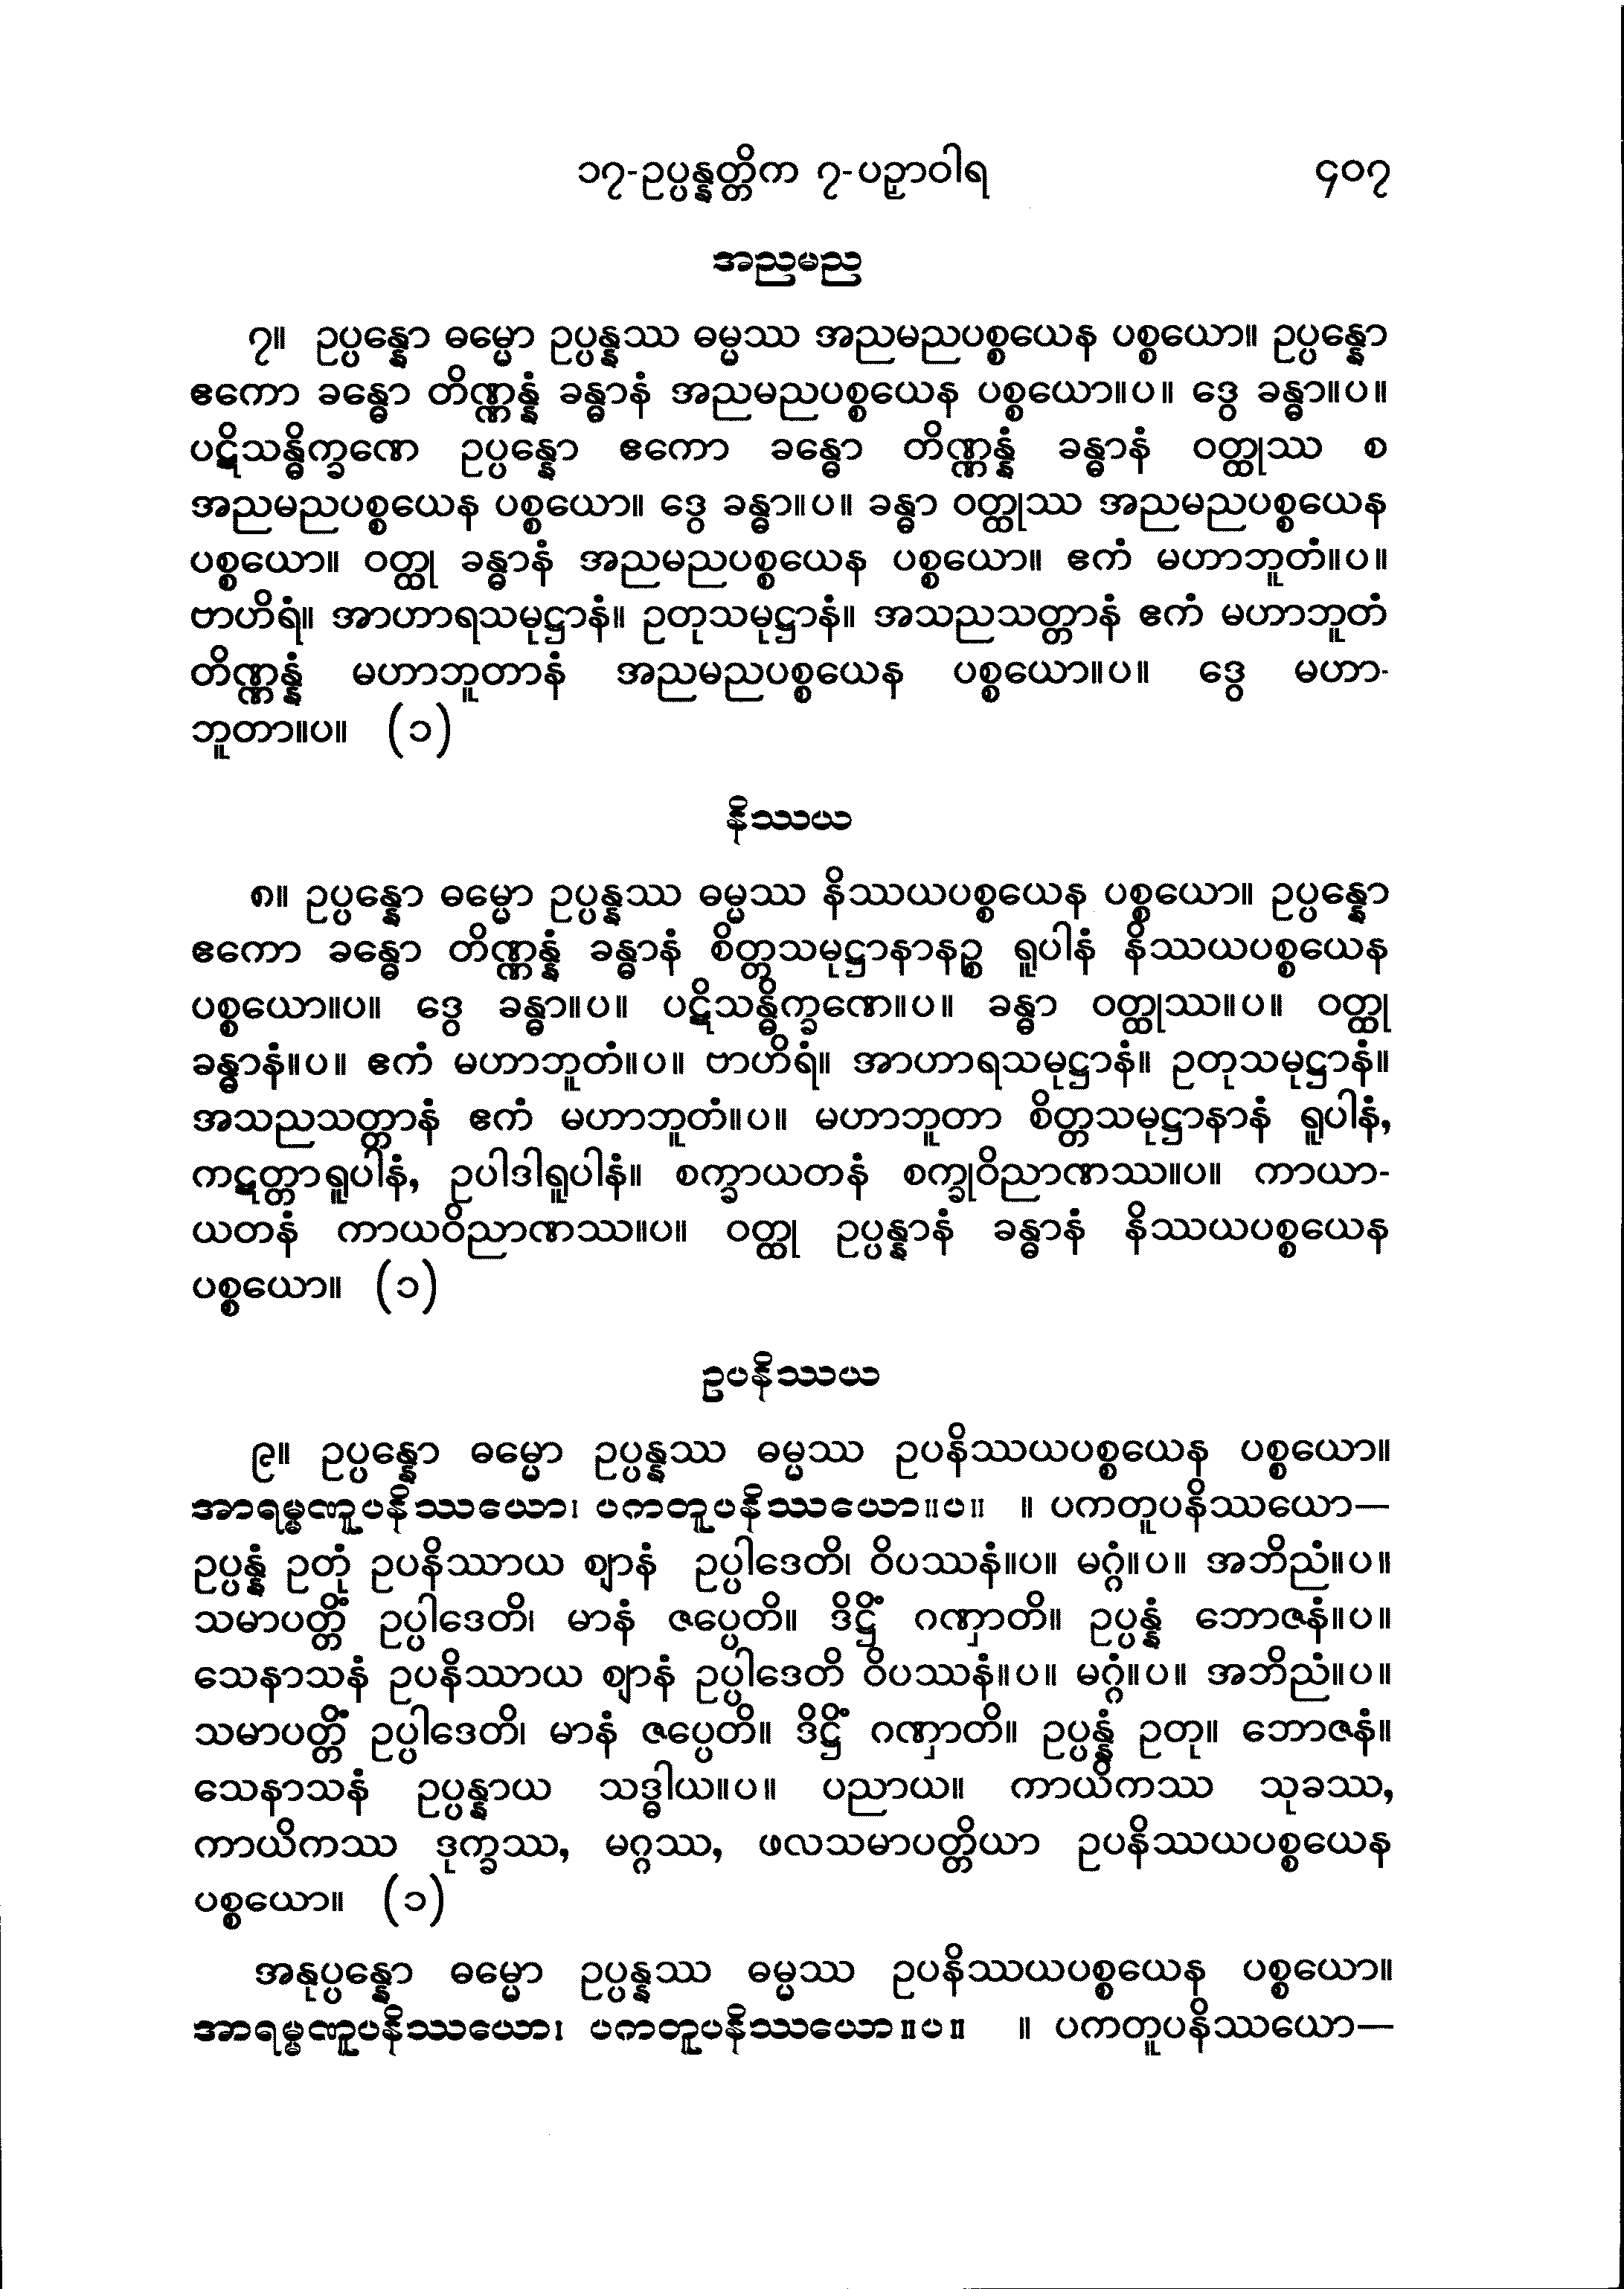 ၁၇-ဥပ္ပန္နတ္တိက ၇-ပဉှာဝါရ ၄၀၇
အညမည
၇။ ဥပ္ပန္နော ဓမ္မော ဥပ္ပန္နဿ ဓမ္မဿ အညမညပစ္စယေန ပစ္စယော။ ဥပ္ပန္နော
ဧကော ခန္ဓော တိဏ္ဏန္နံ ခန္ဓာနံ အညမညပစ္စယေန ပစ္စယော။ပ။ ဒွေ ခန္ဓာ။ပ။
ပဋိသန္ဓိက္ခဏေ ဥပ္ပန္နော ဧကော ခန္ဓော တိဏ္ဏန္နံ ခန္ဓာနံ ဝတ္ထုဿ စ
အညမညပစ္စယေန ပစ္စယော။ ဒွေ ခန္ဓာ။ပ။ ခန္ဓာ ဝတ္ထုဿ အညမညပစ္စယေန
ပစ္စယော။ ဝတ္ထု ခန္ဓာနံ အညမညပစ္စယေန ပစ္စယော။ ဧကံ မဟာဘူတံ။ပ။
ဗာဟိရံ။ အာဟာရသမုဋ္ဌာနံ။ ဥတုသမုဋ္ဌာနံ။ အသညသတ္တာနံ ဧကံ မဟာဘူတံ
တိဏ္ဏန္နံ မဟာဘူတာနံ အညမညပစ္စယေန ပစ္စယော။ပ။ ဒွေ မဟာ-
ဘူတာ။ပ။ (၁)
နိဿယ
၈။ ဥပ္ပန္နော ဓမ္မော ဥပ္ပန္နဿ ဓမ္မဿ နိဿယပစ္စယေန ပစ္စယော။ ဥပ္ပန္နော
ဧကော ခန္ဓော တိဏ္ဏန္နံ ခန္ဓာနံ စိတ္တသမုဋ္ဌာနာနဉ္စ ရူပါနံ နိဿယပစ္စယေန
ပစ္စယော။ပ။ ဒွေ ခန္ဓာ။ပ။ ပဋိသန္ဓိက္ခဏေ။ပ။ ခန္ဓာ ဝတ္ထုဿ။ပ။ ဝတ္ထု
ခန္ဓာနံ။ပ။ ဧကံ မဟာဘူတံ။ပ။ ဗာဟိရံ။ အာဟာရသမုဋ္ဌာနံ။ ဥတုသမုဋ္ဌာနံ။
အသညသတ္တာနံ ဧကံ မဟာဘူတံ။ပ။ မဟာဘူတာ စိတ္တသမုဋ္ဌာနာနံ ရူပါနံ,
ကဋတ္တာရူပါနံ, ဥပါဒါရူပါနံ။ စက္ခာယတနံ စက္ခုဝိညာဏဿ။ပ။ ကာယာ-
ယတနံ ကာယဝိညာဏဿ။ပ။ ဝတ္ထု ဥပ္ပန္နာနံ ခန္ဓာနံ နိဿယပစ္စယေန
ပစ္စယော။ (၁)
ဥပနိဿယ
၉။ ဥပ္ပန္နော ဓမ္မော ဥပ္ပန္နဿ ဓမ္မဿ ဥပနိဿယပစ္စယေန ပစ္စယော။
အာရမ္မဏူပနိဿယော၊ ပကတူပနိဿယော။ပ။ ။ ပကတူပနိဿယော—
ဥပ္ပန္နံ ဥတုံ ဥပနိဿာယ ဈာနံ ဥပ္ပါဒေတိ၊ ဝိပဿနံ။ပ။ မဂ္ဂံ။ပ။ အဘိညံ။ပ။
သမာပတ္တိံ ဥပ္ပါဒေတိ၊ မာနံ ဇပ္ပေတိ။ ဒိဋ္ဌိံ ဂဏှာတိ။ ဥပ္ပန္နံ ဘောဇနံ။ပ။
သေနာသနံ ဥပနိဿာယ ဈာနံ ဥပ္ပါဒေတိ ဝိပဿနံ။ပ။ မဂ္ဂံ။ပ။ အဘိညံ။ပ။
သမာပတ္တိံ ဥပ္ပါဒေတိ၊ မာနံ ဇပ္ပေတိ။ ဒိဋ္ဌိံ ဂဏှာတိ။ ဥပ္ပန္နံ ဥတု။ ဘောဇနံ။
သေနာသနံ ဥပ္ပန္နာယ သဒ္ဓါယ။ပ။ ပညာယ။ ကာယိကဿ သုခဿ,
ကာယိကဿ ဒုက္ခဿ, မဂ္ဂဿ, ဖလသမာပတ္တိယာ ဥပနိဿယပစ္စယေန
ပစ္စယော။ (၁)
အနုပ္ပန္နော ဓမ္မော ဥပ္ပန္နဿ ဓမ္မဿ ဥပနိဿယပစ္စယေန ပစ္စယော။
အာရမ္မဏူပနိဿယော၊ ပကတူပနိဿယော။ပ။ ။ ပကတူပနိဿယော—